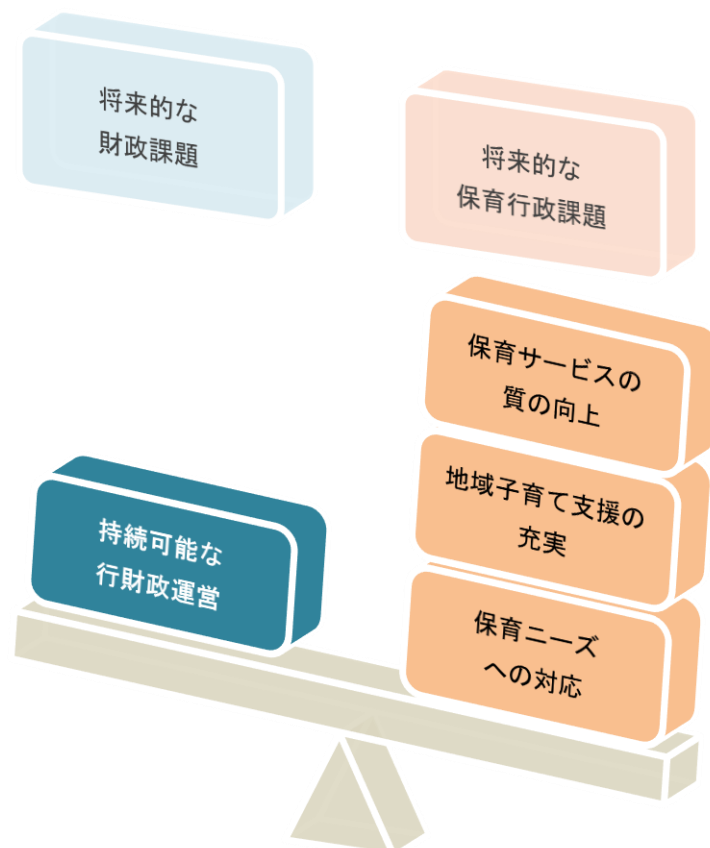 将来的な
財政課題
将来的な
保育行政課題
保育サービスの
質の向上
地域子育て支援の
充実
持続可能な
行財政運営
保育ニーズ
への対応